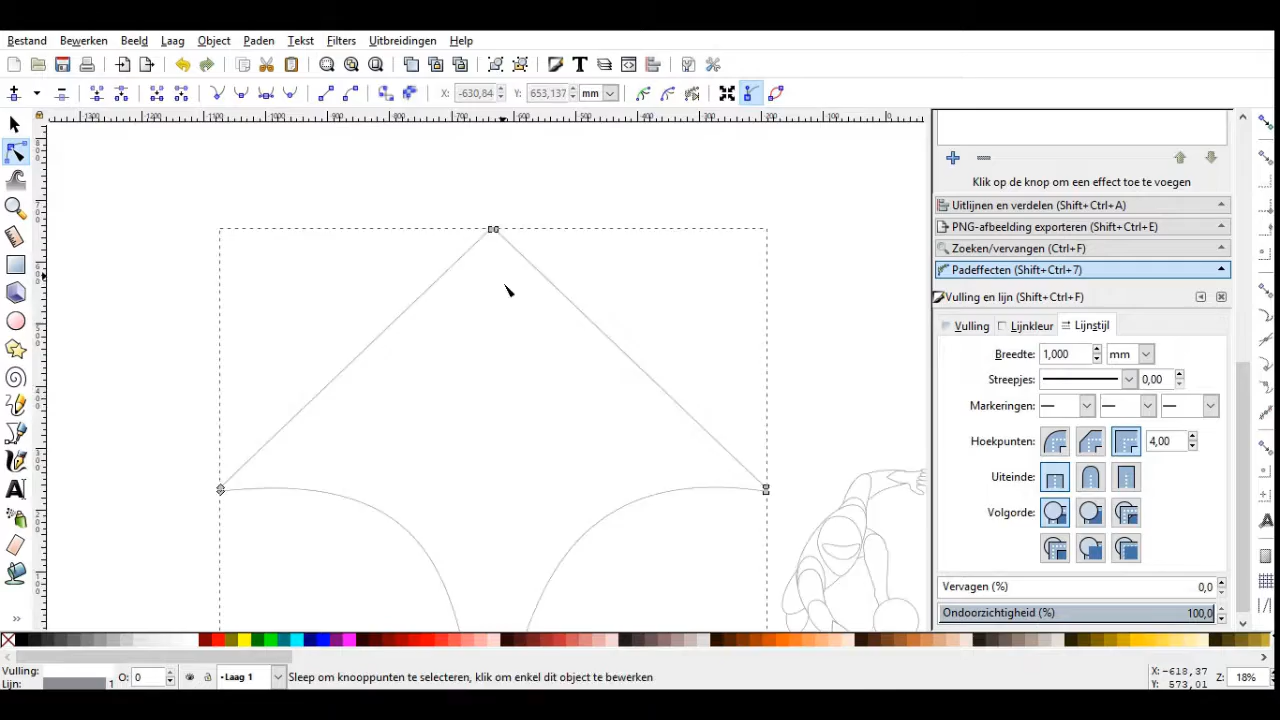 Bestand Bewerken Beeld Laag Object Paden Tekst Filters Uitbreidingen Help
X: -630,84 Y: 653,137 mm
Klik op de knop om een effect toe te voegen
Uitlijnen en verdelen (Shift+Ctrl+A)
PNG-afbeelding exporteren (Shift+Ctrl+E)
Zoeken/vervangen (Ctrl+F)
Padeffecten (Shift+Ctrl+7)
Vulling en lijn (Shift+Ctrl+F)
Vulling Lijnkleur Lijnstijl
Breedte: 1,000 mm
Streepjes: 0,00
Markeringen:
Hoekpunten: 4,00
Uiteinde:
Volgorde:
Vervagen (%) 0,0
Ondoorzichtigheid (%) 100,0
Vulling: O: 0 Laag 1 Sleep om knooppunten te selecteren, klik om enkel dit object te bewerken X: -618,37 Z: 18%
Lijn: 1 Y: 573,01